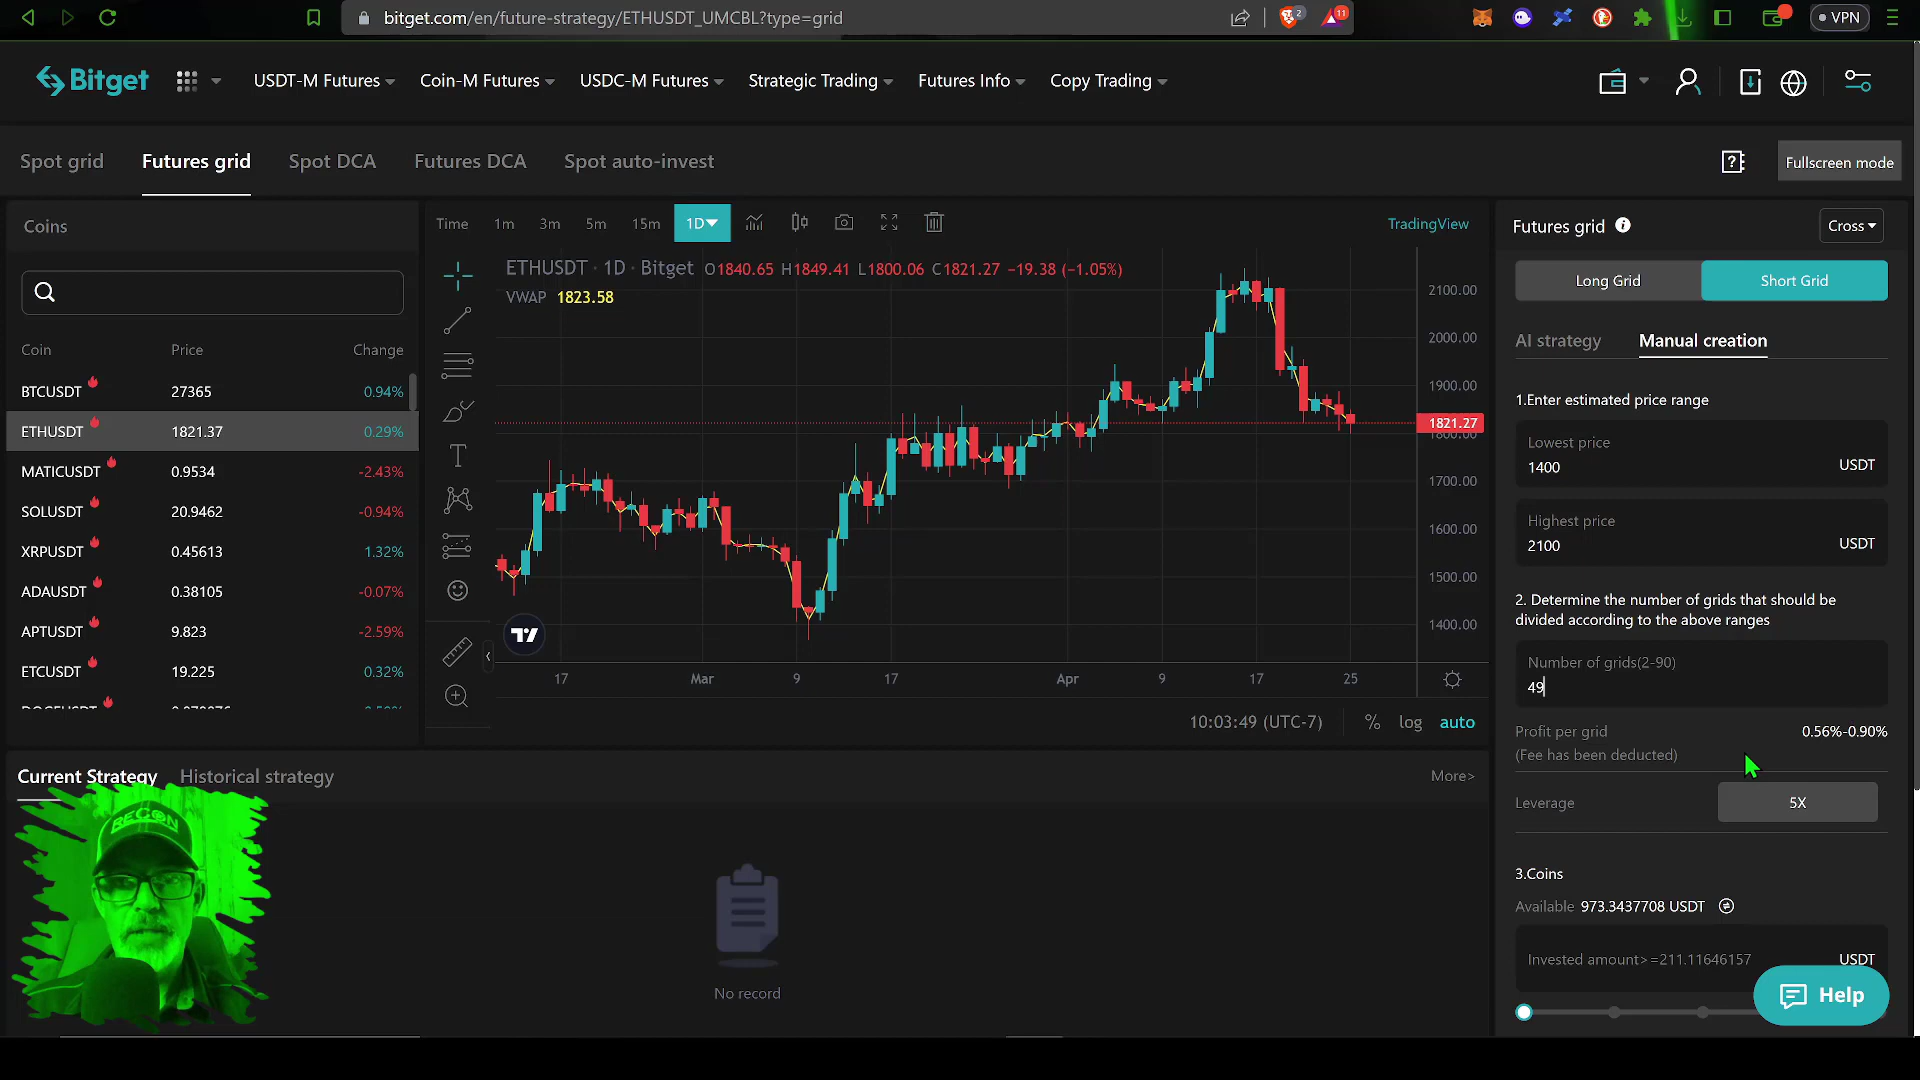 bitget.com/en/future-strategy/ETHUSDT_UMCBL?type=grid
2
11
VPN
Bitget
USDT-M Futures
Coin-M Futures
USDC-M Futures
Strategic Trading
Futures Info
Copy Trading
Spot grid
Futures grid
Spot DCA
Futures DCA
Spot auto-invest
Fullscreen mode
Coins
Coin Price Change
BTCUSDT 27365 0.94%
ETHUSDT 1821.37 0.29%
MATICUSDT 0.9534 -2.43%
SOLUSDT 20.9462 -0.94%
XRPUSDT 0.45613 1.32%
ADAUSDT 0.38105 -0.07%
APTUSDT 9.823 -2.59%
ETCUSDT 19.225 0.32%
Time 1m 3m 5m 15m 1D
TradingView
ETHUSDT · 1D · Bitget O1840.65 H1849.41 L1800.06 C1821.27 −19.38 (−1.05%)
VWAP 1823.58
2100.00
2000.00
1900.00
1821.27
1800.00
1700.00
1600.00
1500.00
1400.00
17 Mar 9 17 Apr 9 17 25
10:03:49 (UTC-7) % log auto
Current Strategy Historical strategy More>
No record
RECON
Futures grid
Cross
Long Grid Short Grid
AI strategy Manual creation
1.Enter estimated price range
Lowest price
1400 USDT
Highest price
2100 USDT
2. Determine the number of grids that should be
divided according to the above ranges
Number of grids(2-90)
49
Profit per grid 0.56%-0.90%
(Fee has been deducted)
Leverage 5X
3.Coins
Available 973.3437708 USDT
Invested amount>=211.11646157 USDT
Help